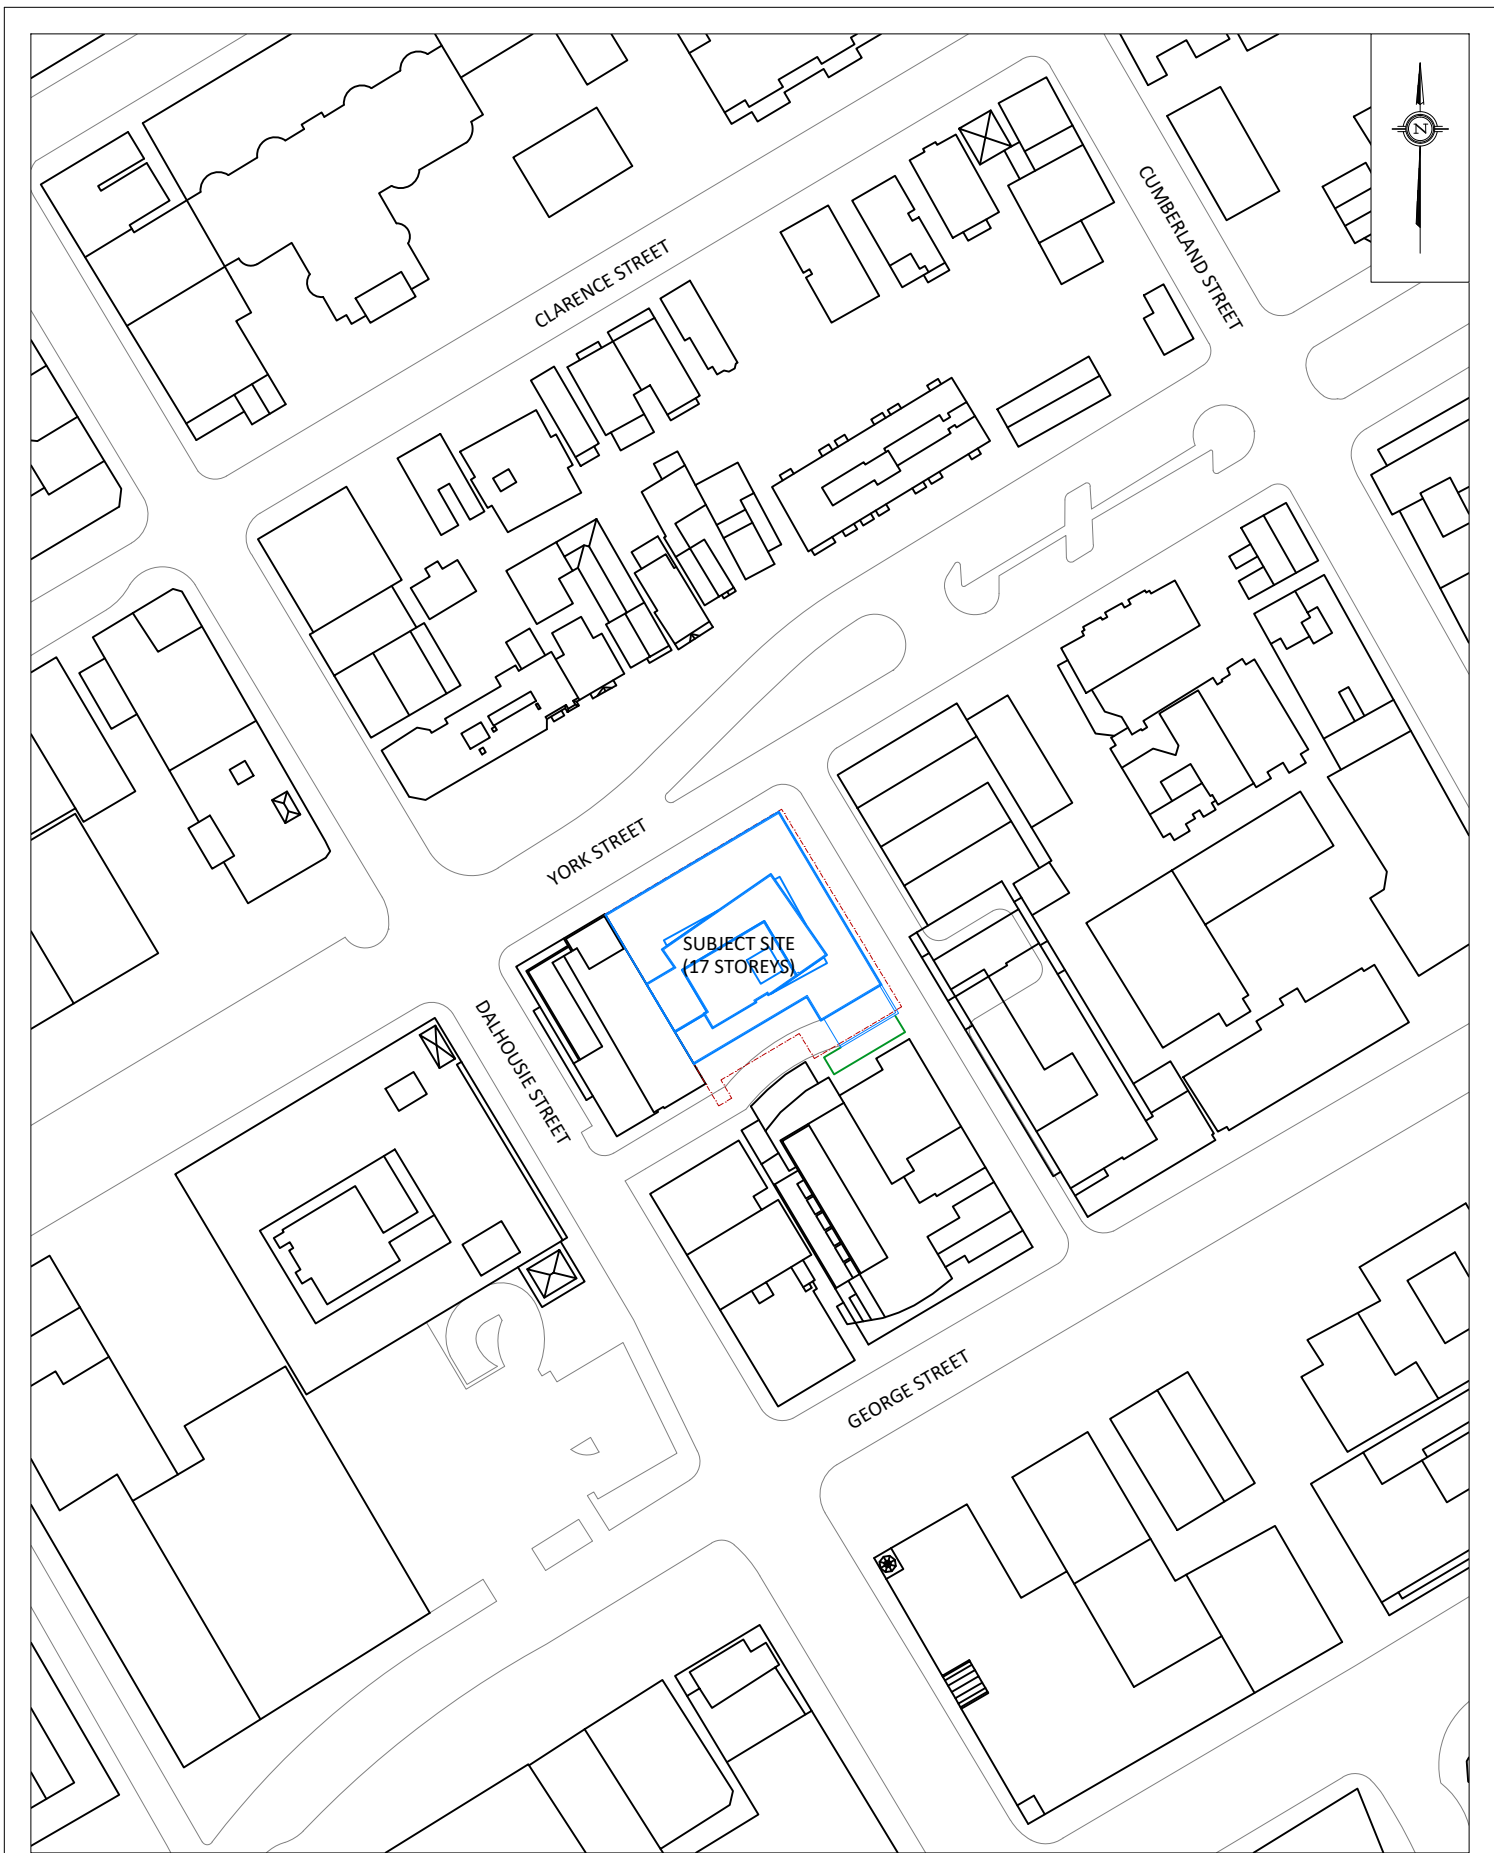 N
CUMBERLAND STREET
CLARENCE STREET
YORK STREET
SUBJECT SITE
(17 STOREYS)
DALHOUSIE STREET
GEORGE STREET